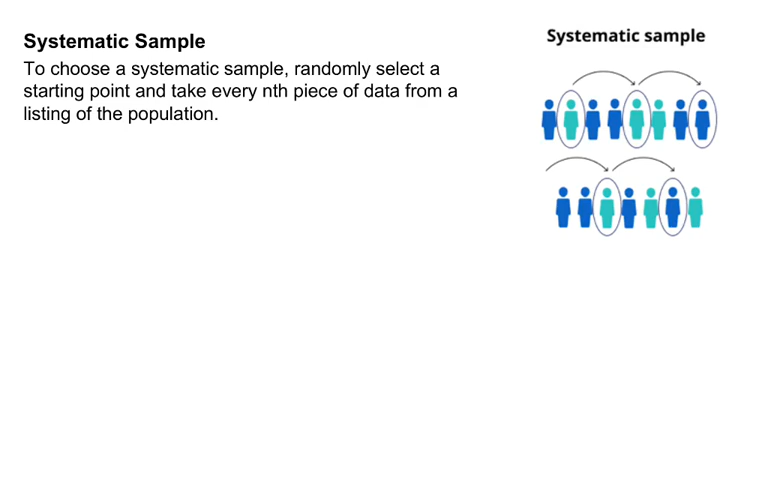 Systematic Sample
To choose a systematic sample, randomly select a
starting point and take every nth piece of data from a
listing of the population.
Systematic sample